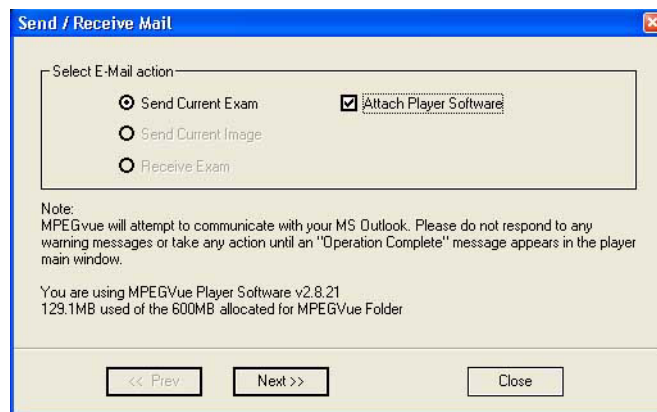 Send / Receive Mail
Select E-Mail action
Send Current Exam
Attach Player Software
Send Current Image
Receive Exam
Note:
MPEGvue will attempt to communicate with your MS Outlook. Please do not respond to any
warning messages or take any action until an "Operation Complete" message appears in the player
main window.
You are using MPEGVue Player Software v2.8.21
129.1MB used of the 600MB allocated for MPEGVue Folder
<< Prev
Next >>
Close